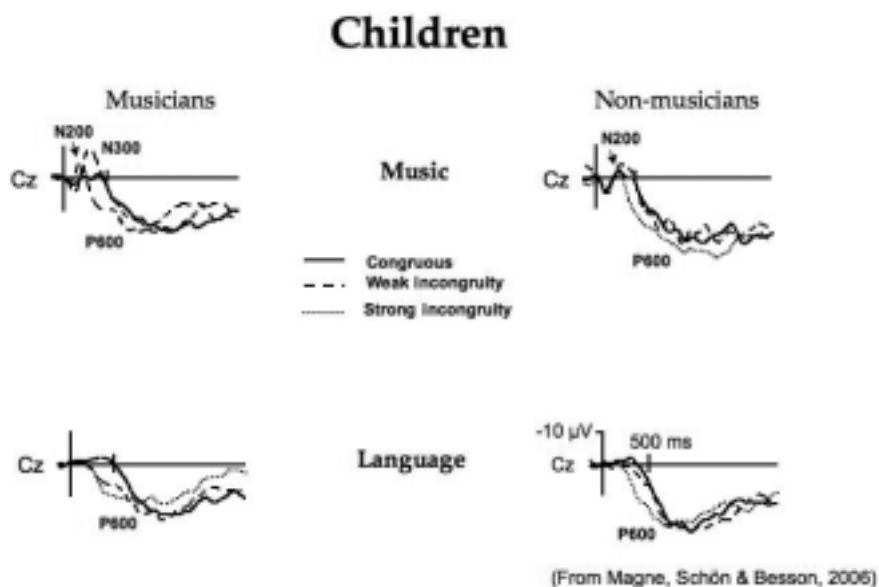 Children
Musicians
Non-musicians
N200
N300
N200
Cz
Music
Cz
P600
P600
Congruous
Weak incongruity
Strong incongruity
-10 µV
500 ms
Cz
Language
Cz
P600
P600
(From Magne, Schön & Besson, 2006)